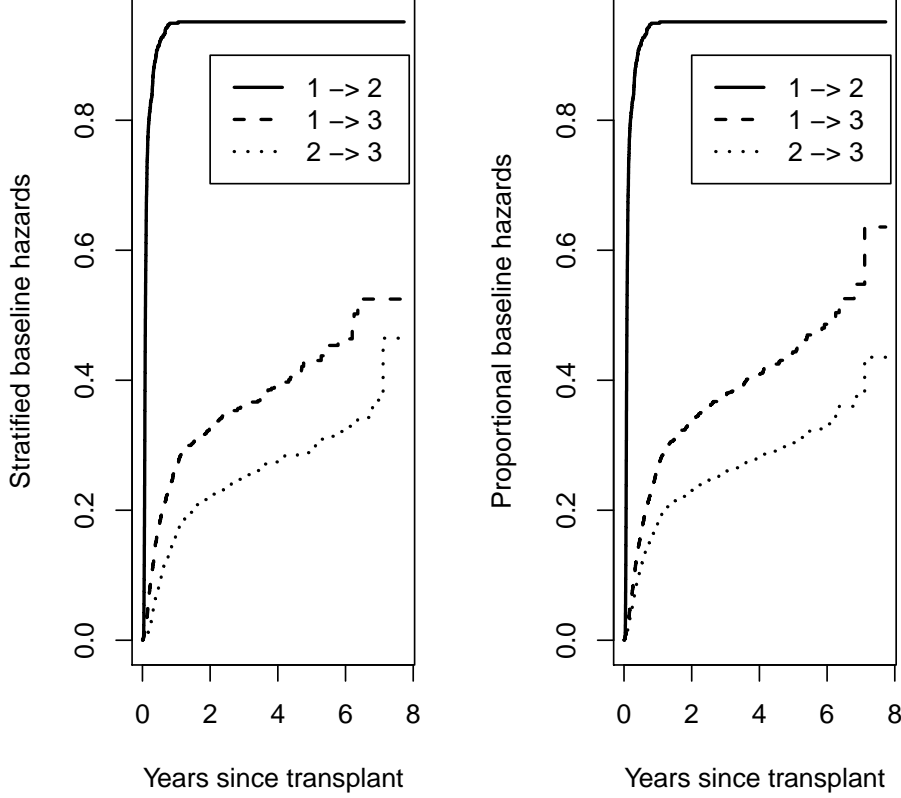 Stratified baseline hazards
0.0
0.2
0.4
0.6
0.8
1 −> 2
1 −> 3
2 −> 3
0 2 4 6 8
Years since transplant
Proportional baseline hazards
0.0
0.2
0.4
0.6
0.8
1 −> 2
1 −> 3
2 −> 3
0 2 4 6 8
Years since transplant